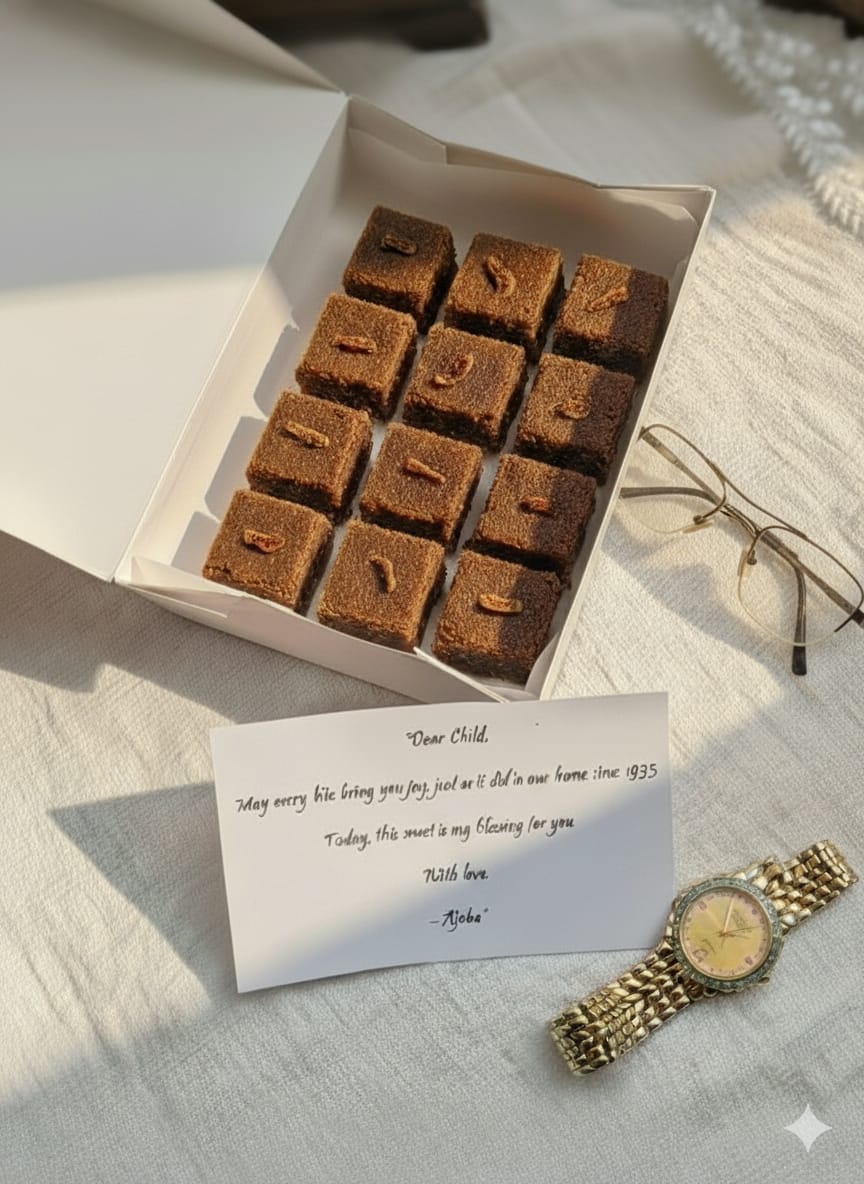 "Dear Child,
May every bite bring you joy, just as it did in our home since 1935
Today, this sweet is my blessing for you
With love,
-Ajoba"